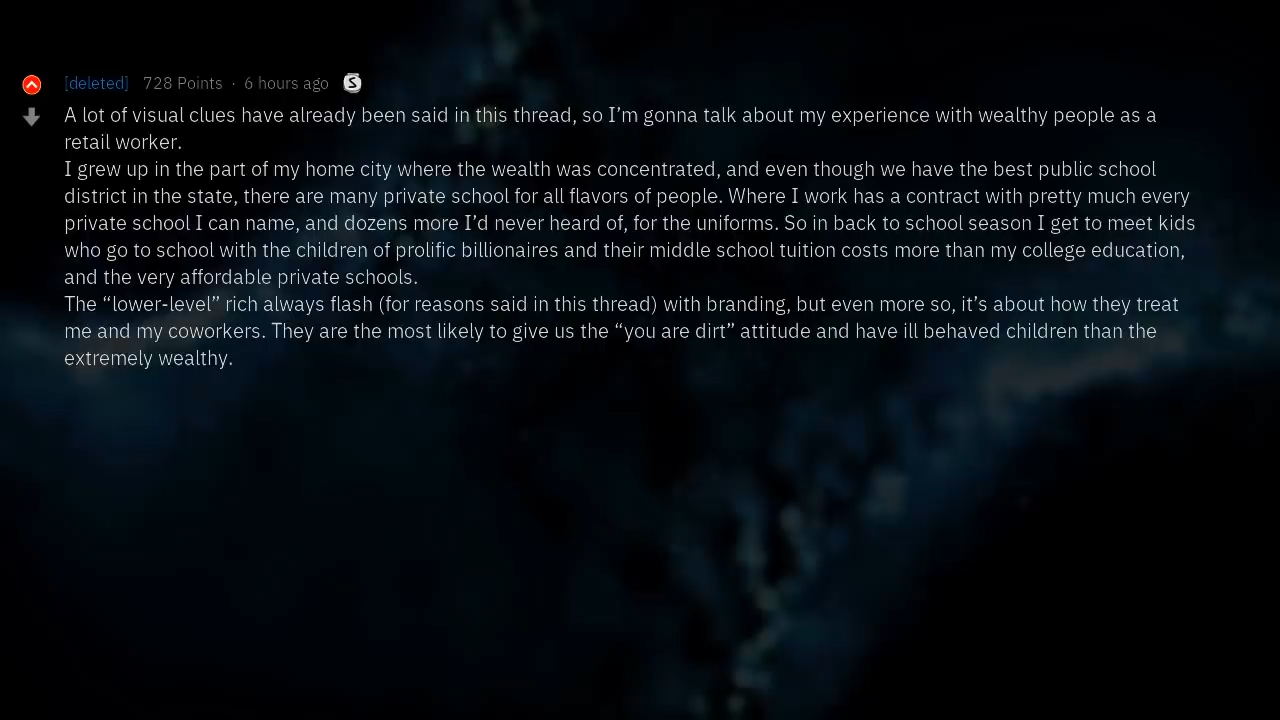 [deleted] 728 Points · 6 hours ago
A lot of visual clues have already been said in this thread, so I’m gonna talk about my experience with wealthy people as a
retail worker.
I grew up in the part of my home city where the wealth was concentrated, and even though we have the best public school
district in the state, there are many private school for all flavors of people. Where I work has a contract with pretty much every
private school I can name, and dozens more I’d never heard of, for the uniforms. So in back to school season I get to meet kids
who go to school with the children of prolific billionaires and their middle school tuition costs more than my college education,
and the very affordable private schools.
The “lower-level” rich always flash (for reasons said in this thread) with branding, but even more so, it’s about how they treat
me and my coworkers. They are the most likely to give us the “you are dirt” attitude and have ill behaved children than the
extremely wealthy.